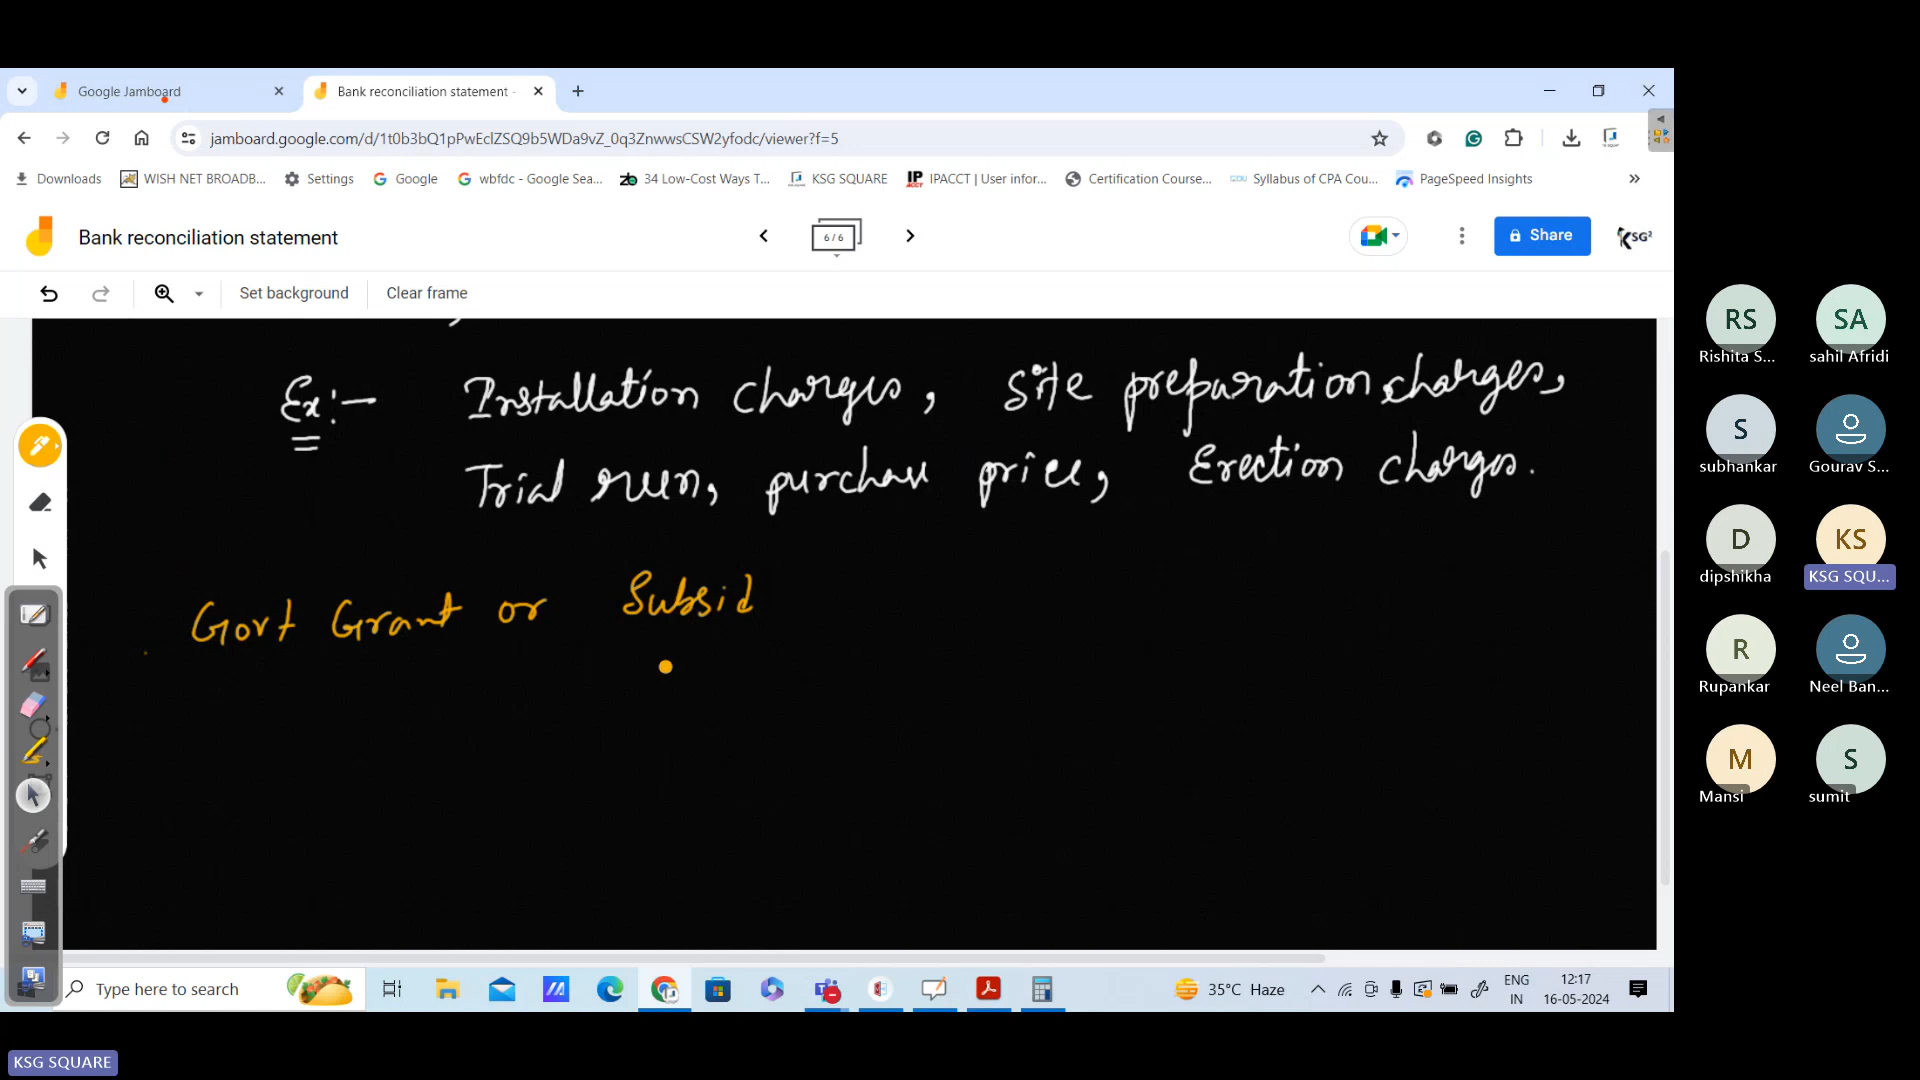 Google Jamboard
Bank reconciliation statement -
jamboard.google.com/d/1t0b3bQ1pPwEclZSQ9b5WDa9vZ_0q3ZnwwsCSW2yfodc/viewer?f=5
Downloads WISH NET BROADB... Settings Google wbfdc - Google Sea... 34 Low-Cost Ways T... KSG SQUARE IPACCT | User infor... Certification Course... Syllabus of CPA Cou... PageSpeed Insights »
Bank reconciliation statement
6 / 6
Share
KSG²
Set background Clear frame
Ex:- Installation charges, Site preparation charges,
Trial run, purchase price, Erection charges.
Govt Grant or Subsid
RS SA
Rishita S... sahil Afridi
S
subhankar Gourav S...
D KS
dipshikha KSG SQU...
R
Rupankar Neel Ban...
M S
Mansi sumit
Type here to search
35°C Haze
ENG
IN
12:17
16-05-2024
KSG SQUARE